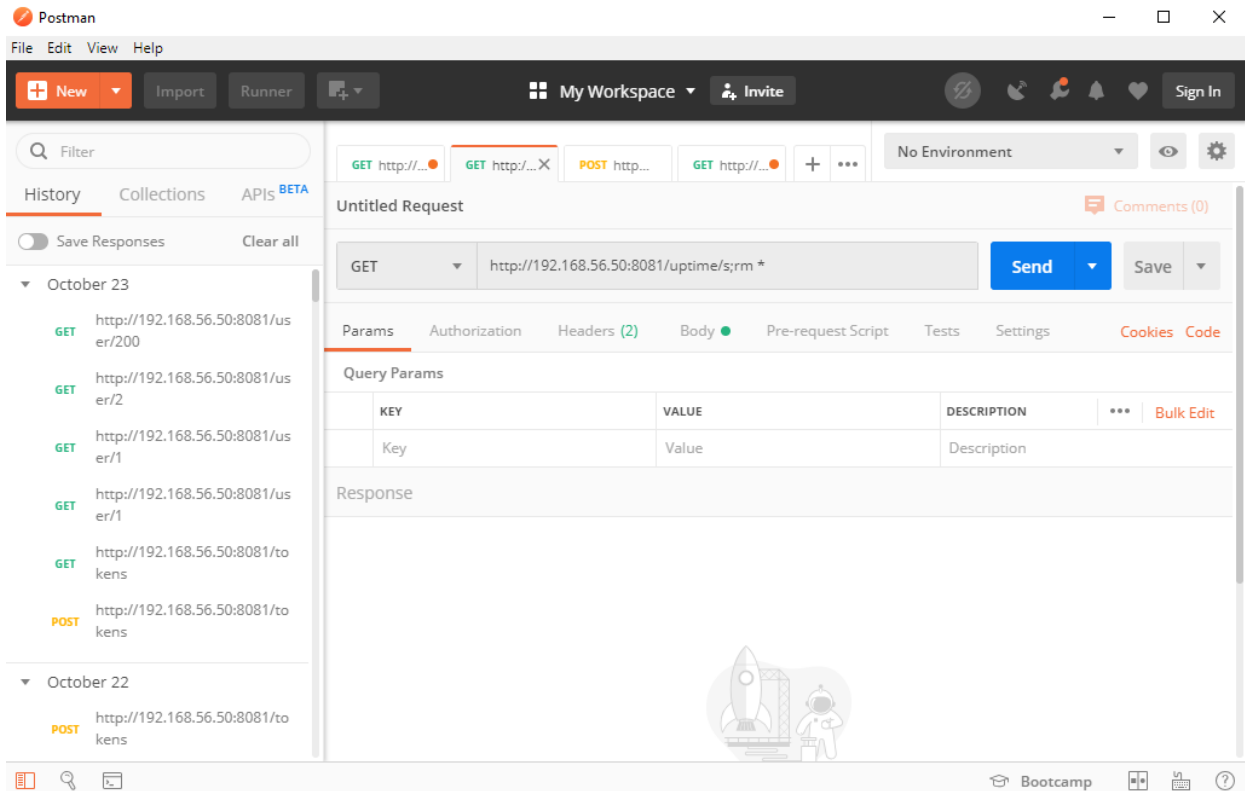 Postman
File Edit View Help
New Import Runner My Workspace Invite Sign In
Filter
History Collections APIs BETA
Save Responses Clear all
October 23
GET http://192.168.56.50:8081/us
er/200
GET http://192.168.56.50:8081/us
er/2
GET http://192.168.56.50:8081/us
er/1
GET http://192.168.56.50:8081/us
er/1
GET http://192.168.56.50:8081/to
kens
POST http://192.168.56.50:8081/to
kens
October 22
POST http://192.168.56.50:8081/to
kens
GET http://... GET http:/... POST http... GET http://... No Environment
Untitled Request Comments (0)
GET http://192.168.56.50:8081/uptime/s;rm * Send Save
Params Authorization Headers (2) Body Pre-request Script Tests Settings Cookies Code
Query Params
KEY VALUE DESCRIPTION Bulk Edit
Key Value Description
Response
Bootcamp